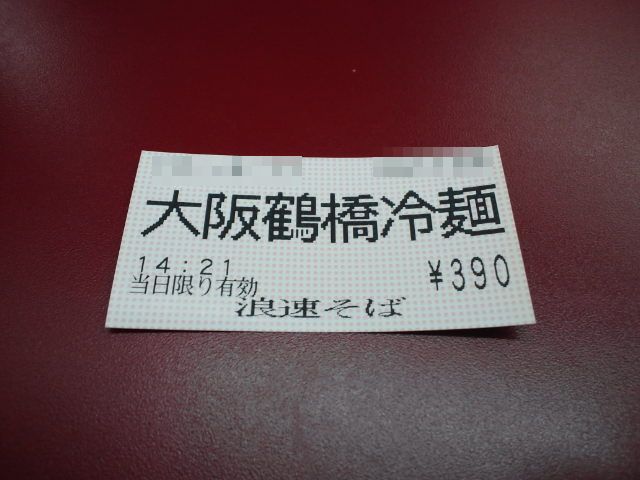 大阪鶴橋冷麺
14:21
¥390
当日限り有効
浪速そば